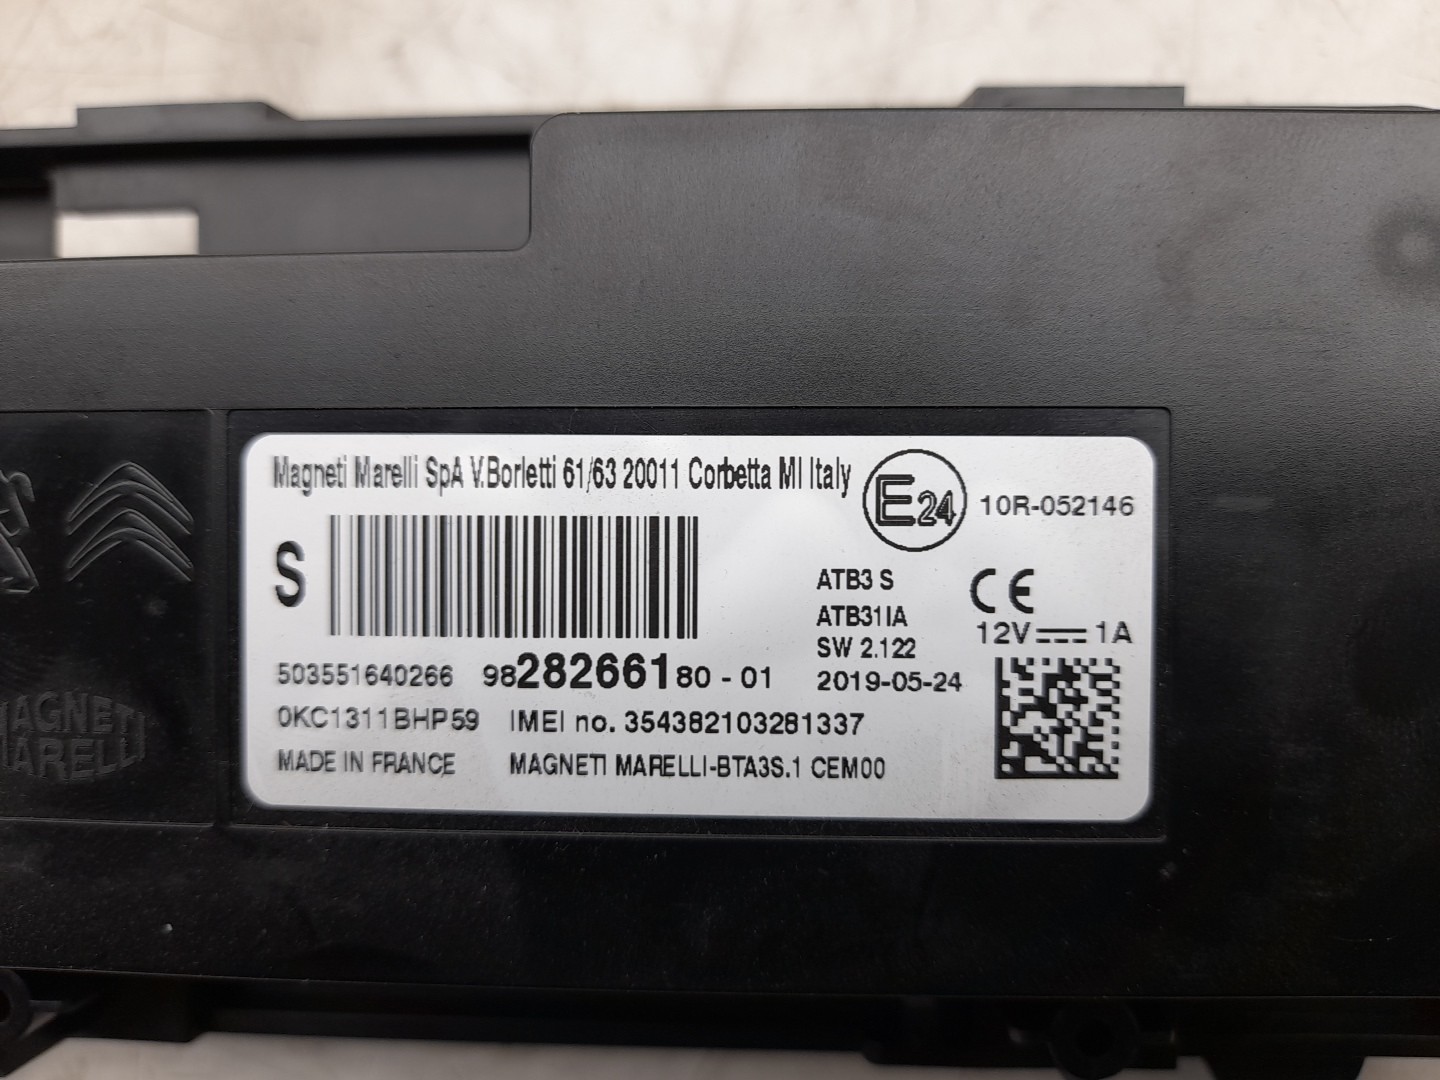 Magneti Marelli SpA V.Borletti 61/63 20011 Corbetta MI Italy
E24 10R-052146
S
ATB3 S
ATB311A
SW 2.122
2019-05-24
CE
12V 1A
503551640266 9828266180 - 01
0KC1311BHP59 IMEI no. 354382103281337
MADE IN FRANCE MAGNETI MARELLI-BTA3S.1 CEM00
MAGNETI
MARELLI